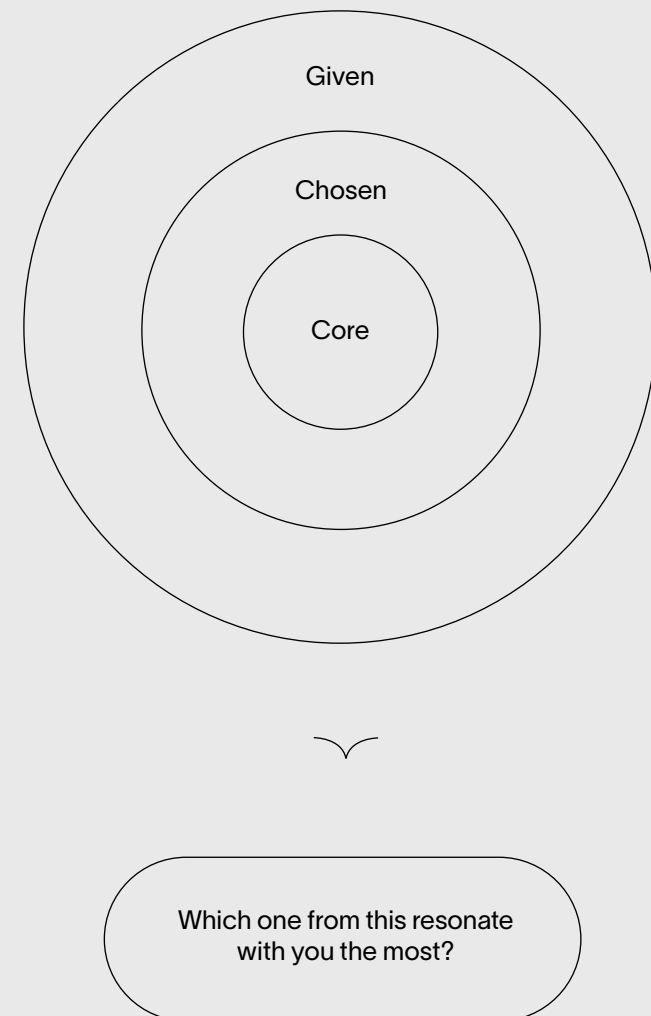 Given
Chosen
Core
Which one from this resonate
with you the most?